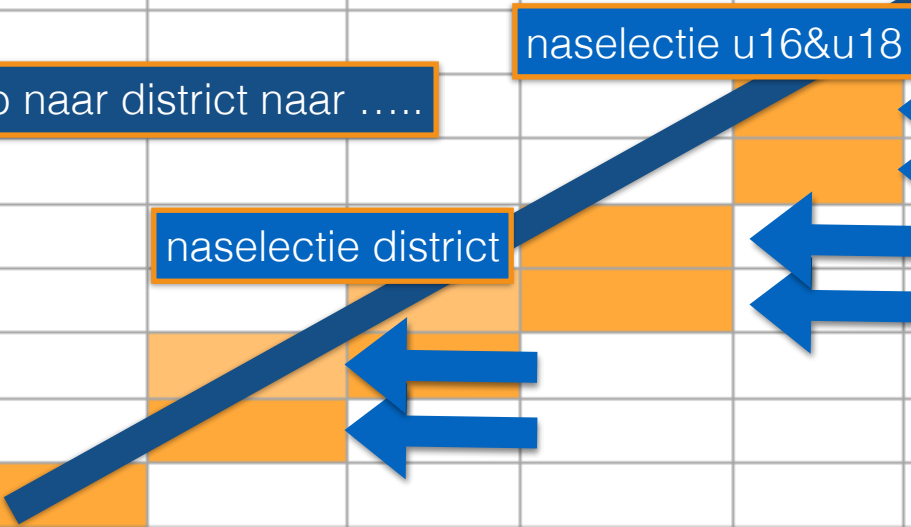 naselectie u16&u18
naar district naar .....
naselectie district